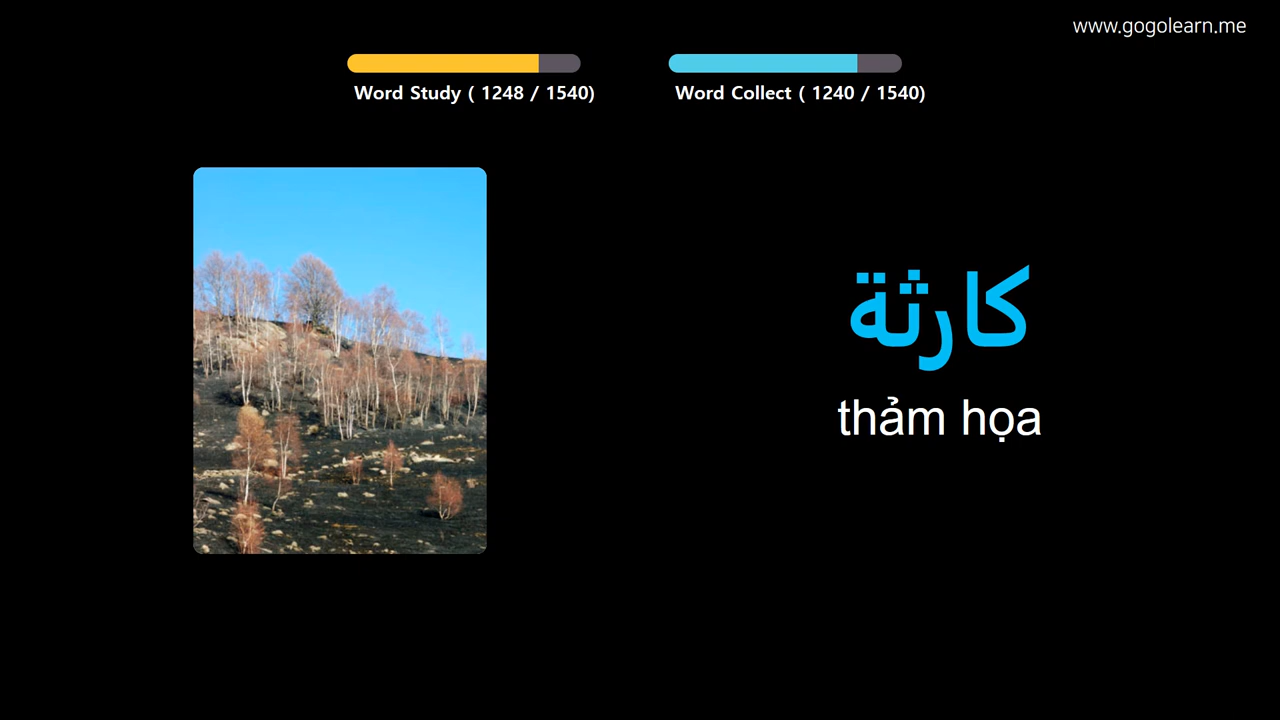 www.gogolearn.me
Word Study ( 1248 / 1540)
Word Collect ( 1240 / 1540)
كارثة
thảm họa